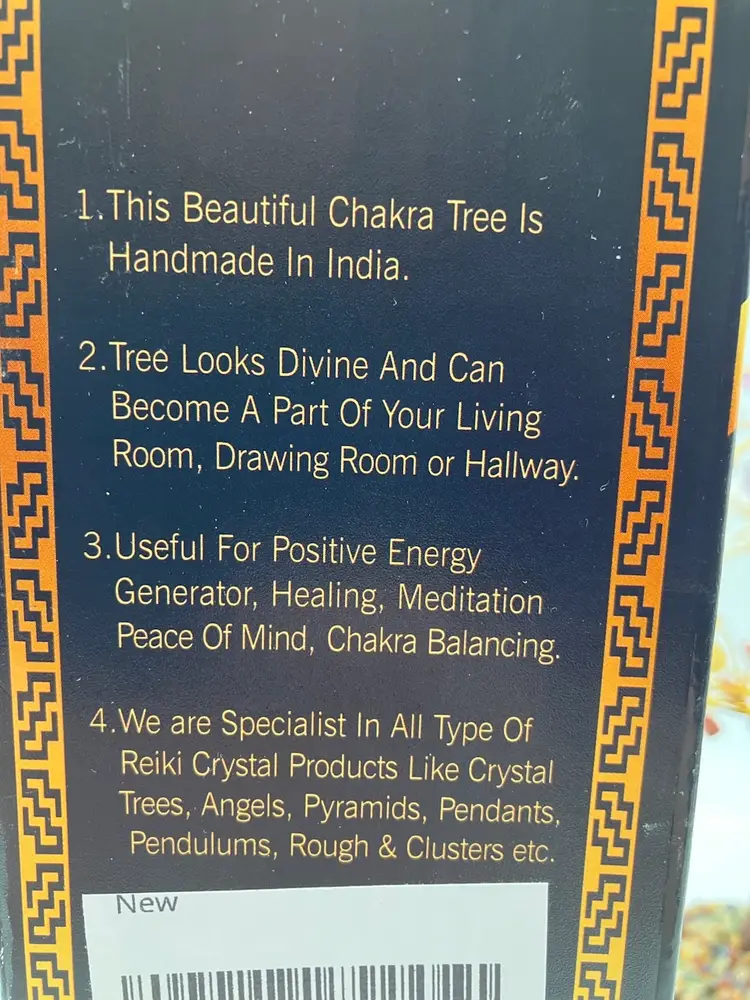 1.This Beautiful Chakra Tree Is
Handmade In India.
2.Tree Looks Divine And Can
Become A Part Of Your Living
Room, Drawing Room or Hallway.
3.Useful For Positive Energy
Generator, Healing, Meditation
Peace Of Mind, Chakra Balancing.
4.We are Specialist In All Type Of
Reiki Crystal Products Like Crystal
Trees, Angels, Pyramids, Pendants,
Pendulums, Rough & Clusters etc.
New